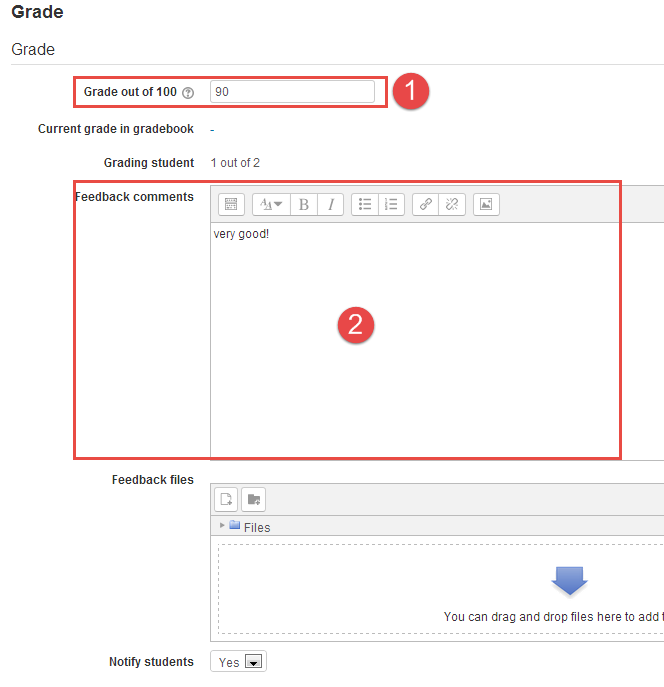 Grade
Grade
Grade out of 100 ? 90 1
Current grade in gradebook -
Grading student 1 out of 2
Feedback comments
B I
very good!
2
Feedback files
Files
You can drag and drop files here to add
Notify students Yes